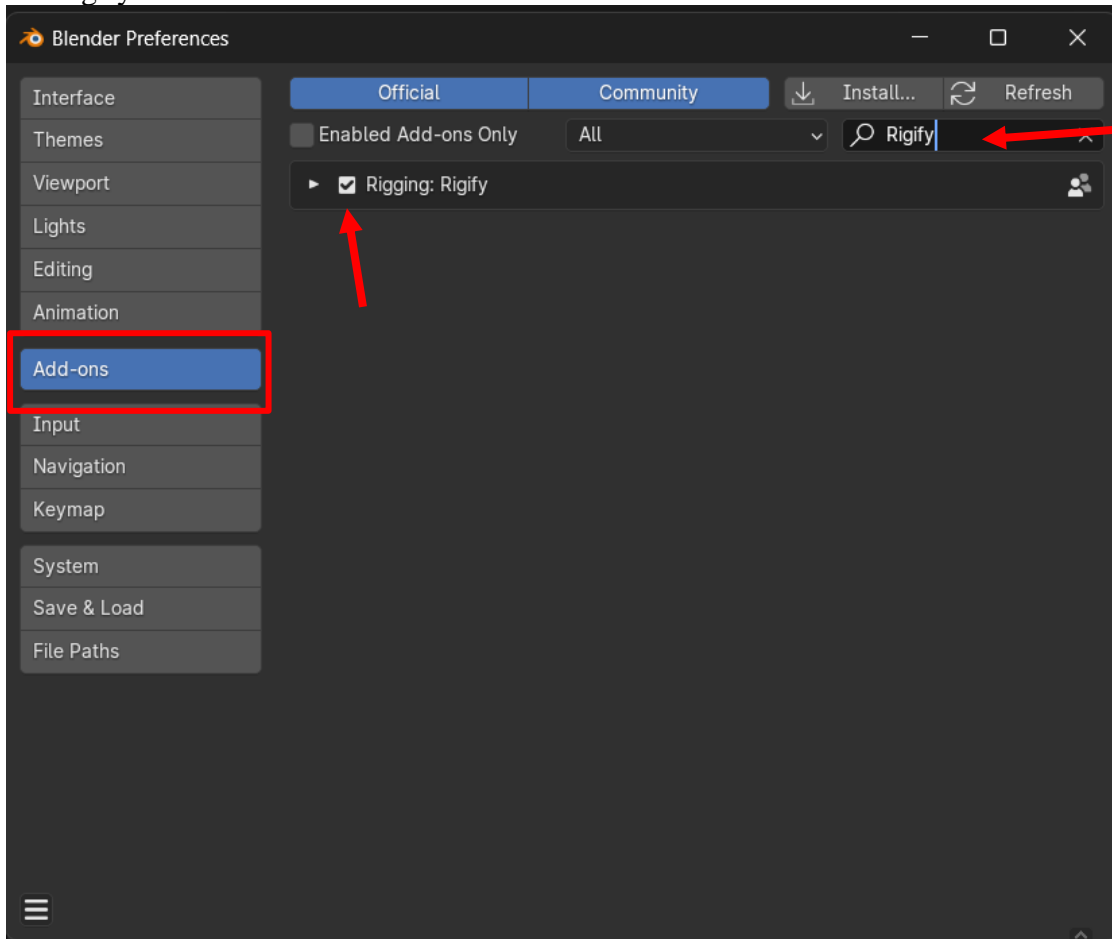 Blender Preferences
Interface
Themes
Viewport
Lights
Editing
Animation
Add-ons
Input
Navigation
Keymap
System
Save & Load
File Paths
Official Community Install... Refresh
Enabled Add-ons Only All Rigify
Rigging: Rigify